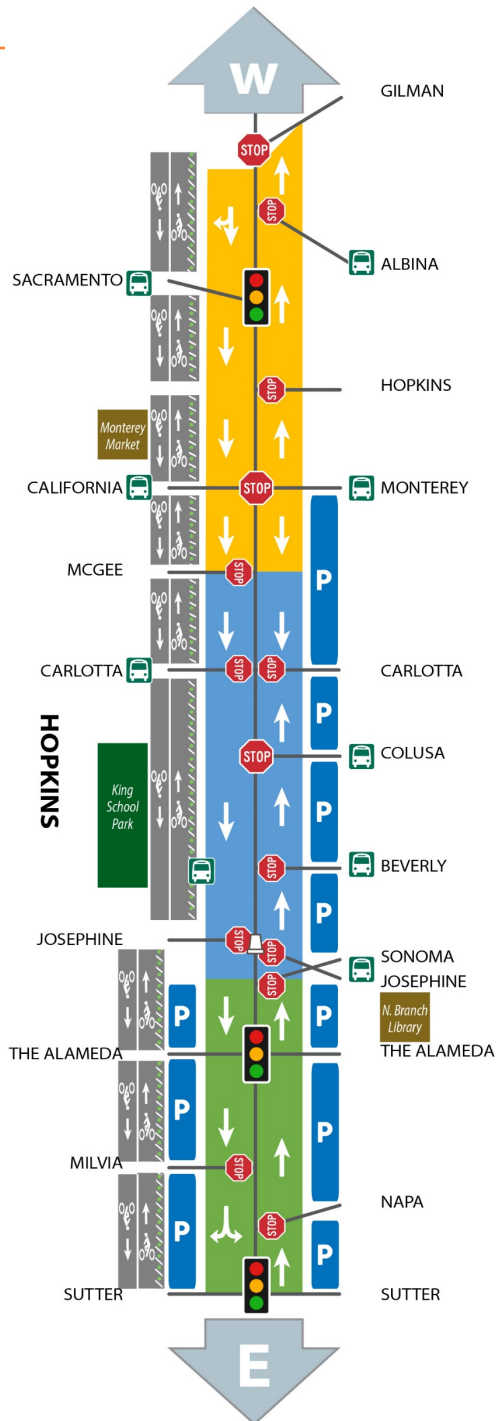 W
GILMAN
STOP
STOP
ALBINA
SACRAMENTO
HOPKINS
STOP
Monterey
Market
CALIFORNIA
STOP
MONTEREY
P
MCGEE
STOP
CARLOTTA
STOP
STOP
CARLOTTA
P
HOPKINS
King
School
Park
STOP
COLUSA
P
STOP
BEVERLY
P
JOSEPHINE
STOP
STOP
SONOMA
JOSEPHINE
STOP
P
P
N. Branch
Library
THE ALAMEDA
THE ALAMEDA
P
P
MILVIA
STOP
NAPA
STOP
P
P
SUTTER
SUTTER
E